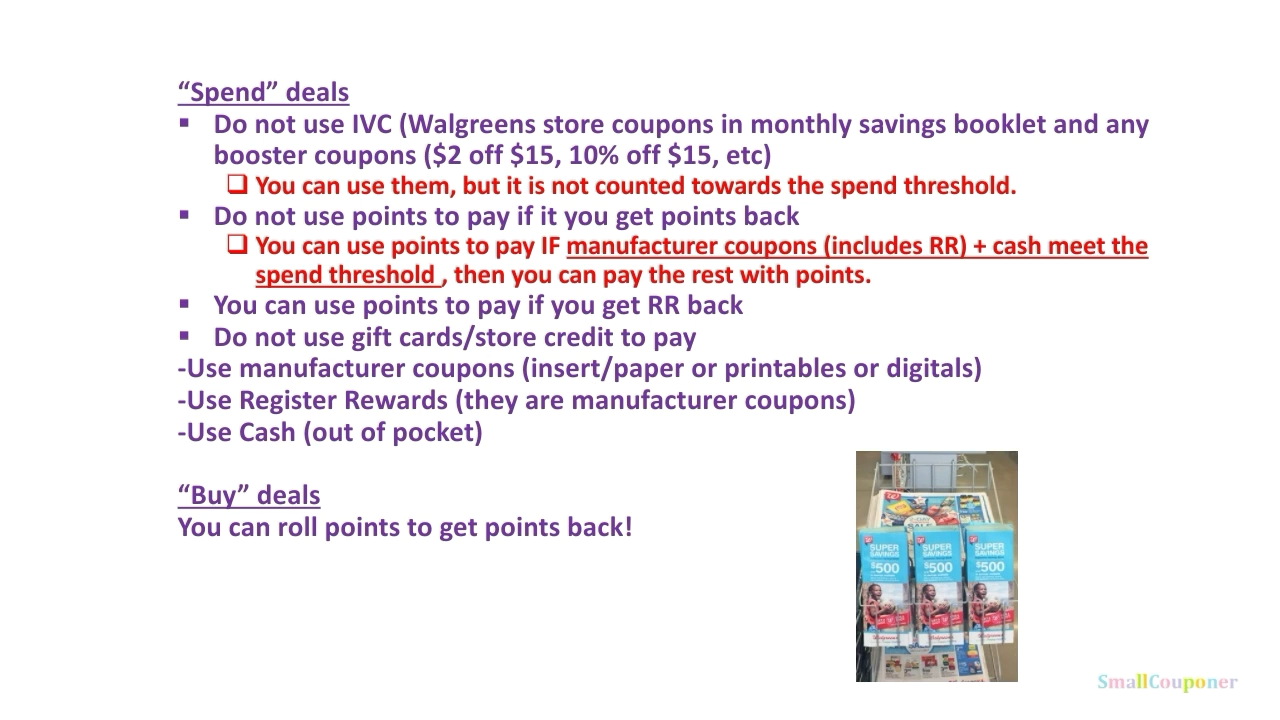 “Spend” deals
▪ Do not use IVC (Walgreens store coupons in monthly savings booklet and any
booster coupons ($2 off $15, 10% off $15, etc)
❑ You can use them, but it is not counted towards the spend threshold.
▪ Do not use points to pay if it you get points back
❑ You can use points to pay IF manufacturer coupons (includes RR) + cash meet the
spend threshold , then you can pay the rest with points.
▪ You can use points to pay if you get RR back
▪ Do not use gift cards/store credit to pay
-Use manufacturer coupons (insert/paper or printables or digitals)
-Use Register Rewards (they are manufacturer coupons)
-Use Cash (out of pocket)
“Buy” deals
You can roll points to get points back!
SALE
SUPER SUPER SUPER
SAVINGS SAVINGS SAVINGS
$500 $500 $500
Walgreens Walgreens Walgreens
SmallCouponer